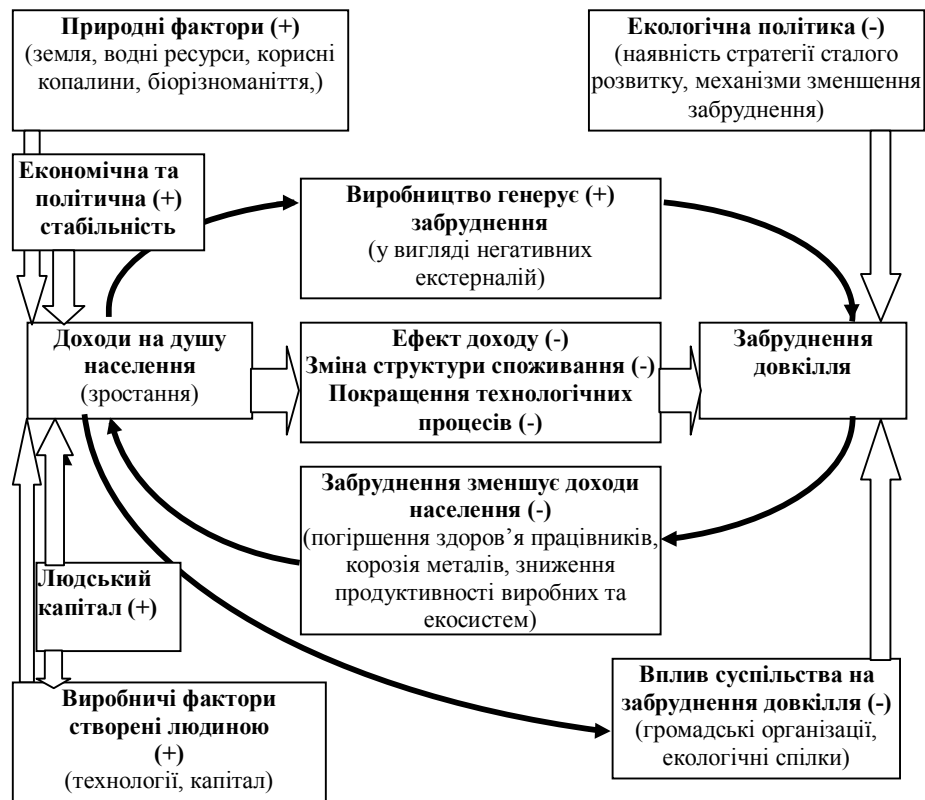 Природні фактори (+)
(земля, водні ресурси, корисні
копалини, біорізноманіття,)
Екологічна політика (-)
(наявність стратегії сталого
розвитку, механізми зменшення
забруднення)
Економічна та
політична (+)
стабільність
Виробництво генерує (+)
забруднення
(у вигляді негативних
екстерналій)
Доходи на душу
населення
(зростання)
Ефект доходу (-)
Зміна структури споживання (-)
Покращення технологічних
процесів (-)
Забруднення
довкілля
Забруднення зменшує доходи
населення (-)
(погіршення здоров’я працівників,
корозія металів, зниження
продуктивності виробних та
екосистем)
Людський
капітал (+)
Виробничі фактори
створені людиною
(+)
(технології, капітал)
Вплив суспільства на
забруднення довкілля (-)
(громадські організації,
екологічні спілки)